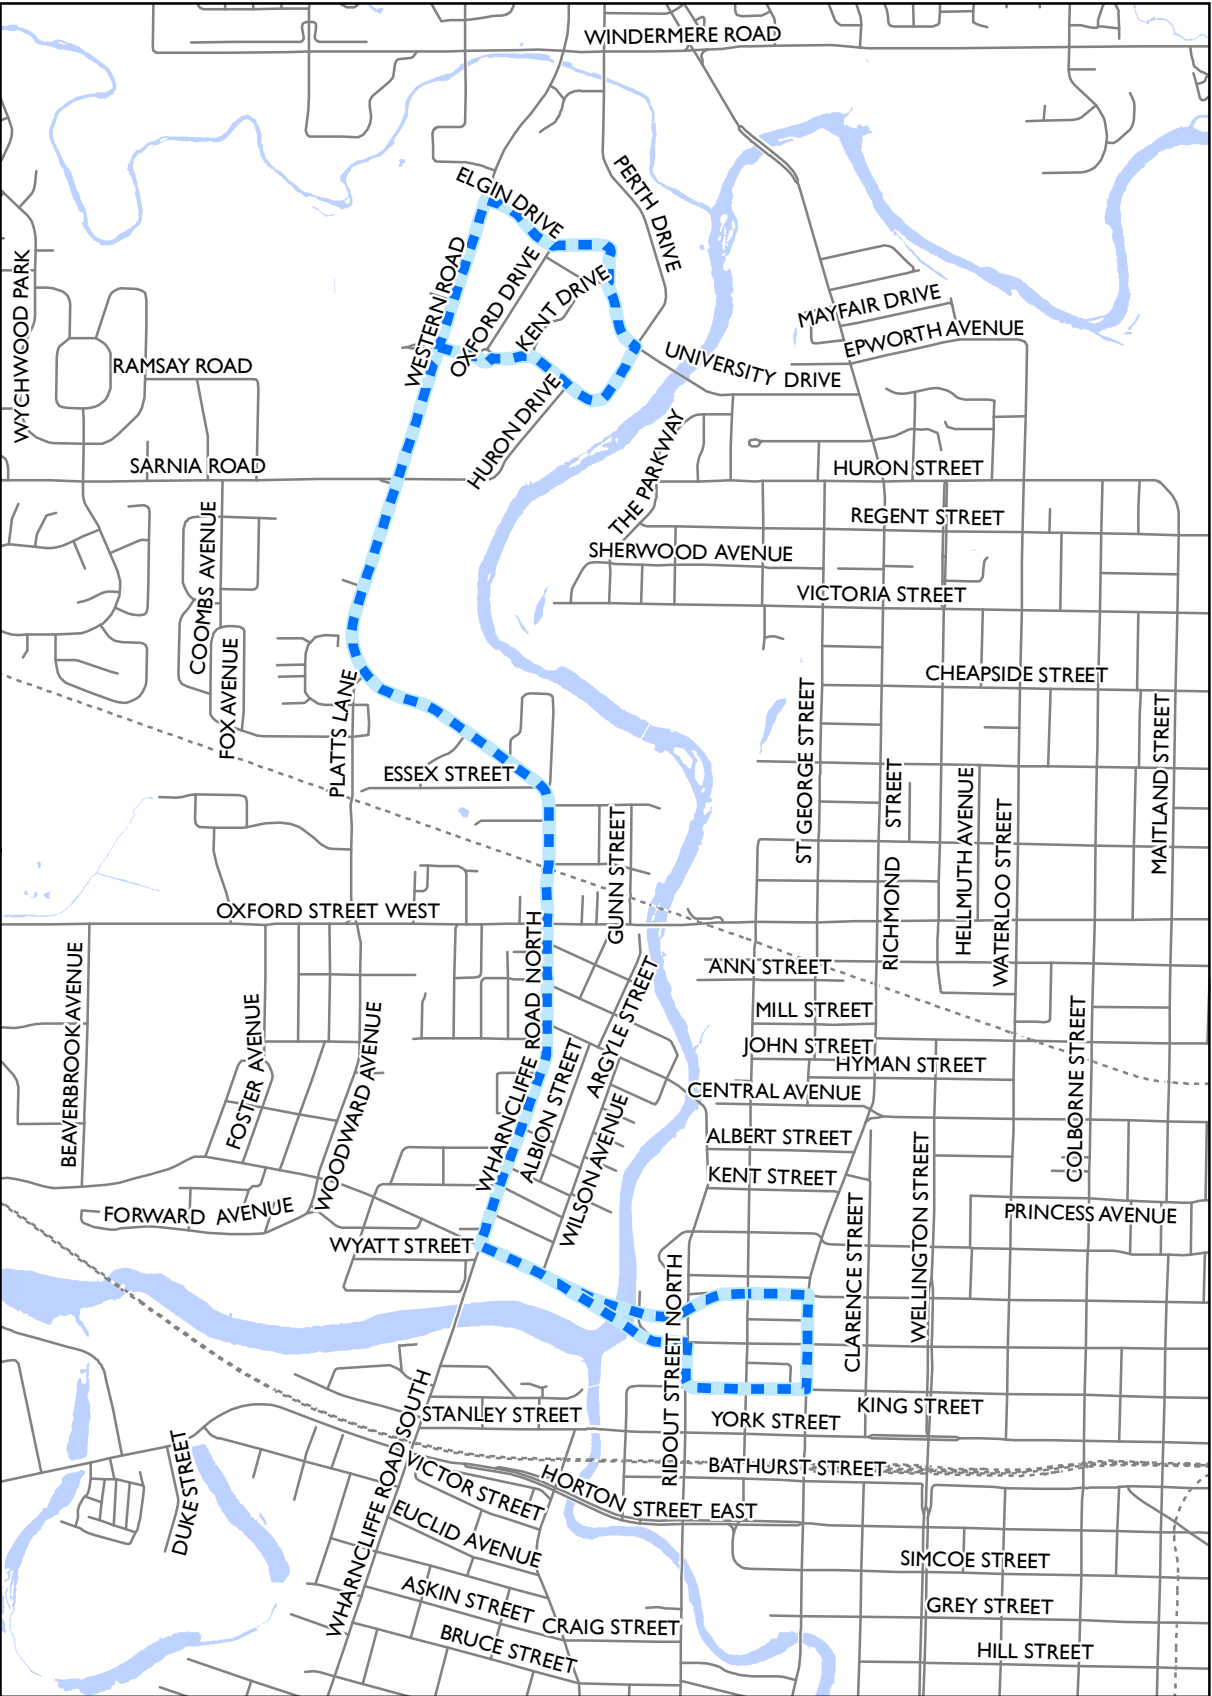 WINDERMERE ROAD
ELGIN DRIVE
PERTH DRIVE
WYCHWOOD PARK
WESTERN ROAD
OXFORD DRIVE
KENT DRIVE
MAYFAIR DRIVE
EPWORTH AVENUE
RAMSAY ROAD
UNIVERSITY DRIVE
HURON DRIVE
THE PARKWAY
SARNIA ROAD
HURON STREET
REGENT STREET
COOMBS AVENUE
SHERWOOD AVENUE
VICTORIA STREET
FOX AVENUE
PLATTS LANE
CHEAPSIDE STREET
ST GEORGE STREET
MAITLAND STREET
ESSEX STREET
RICHMOND STREET
HELLMUTH AVENUE
WATERLOO STREET
GUNN STREET
OXFORD STREET WEST
BEAVERBROOK AVENUE
WHARNCLIFFE ROAD NORTH
ANN STREET
ARGYLE STREET
FOSTER AVENUE
WOODWARD AVENUE
MILL STREET
COLBORNE STREET
JOHN STREET
HYMAN STREET
ALBION STREET
CENTRAL AVENUE
WILSON AVENUE
ALBERT STREET
KENT STREET
WELLINGTON STREET
CLARENCE STREET
FORWARD AVENUE
PRINCESS AVENUE
WYATT STREET
RIDOUT STREET NORTH
WHARNCLIFFE ROAD SOUTH
STANLEY STREET
KING STREET
YORK STREET
DUKE STREET
VICTOR STREET
BATHURST STREET
HORTON STREET EAST
EUCLID AVENUE
SIMCOE STREET
ASKIN STREET
GREY STREET
CRAIG STREET
BRUCE STREET
HILL STREET